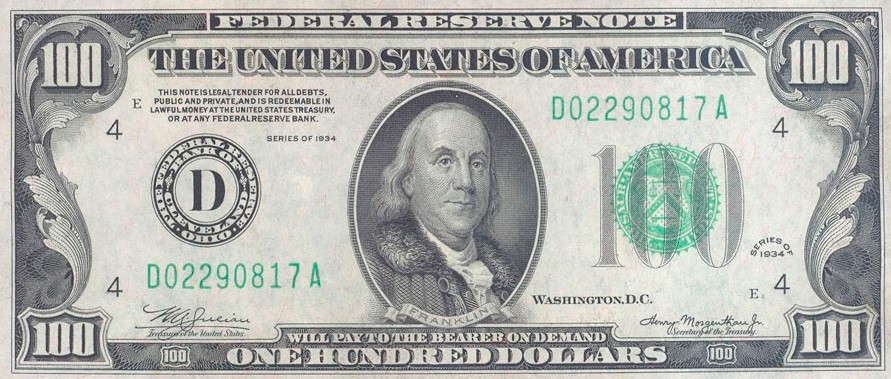 FEDERAL RESERVE NOTE
100
THE UNITED STATES OF AMERICA
100
THIS NOTE IS LEGAL TENDER FOR ALL DEBTS,
PUBLIC AND PRIVATE, AND IS REDEEMABLE IN
LAWFUL MONEY AT THE UNITED STATES TREASURY,
OR AT ANY FEDERAL RESERVE BANK.
E
4
SERIES OF 1934
D02290817A
4
FEDERAL RESERVE
BANK OF
D
CLEVELAND
OHIO
100
D02290817A
4
SERIES OF
1934
E
4
WASHINGTON, D.C.
W. A. Julian
Treasurer of the United States.
FRANKLIN
Henry Morgenthau Jr.
Secretary of the Treasury.
100
100
WILL PAY TO THE BEARER ON DEMAND
ONE HUNDRED DOLLARS
100
100